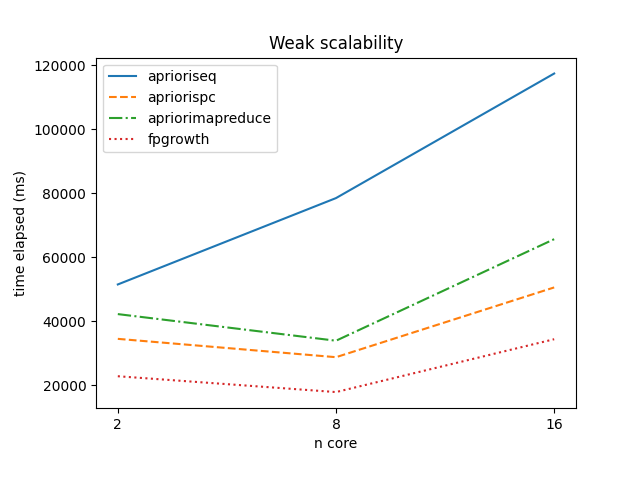 Weak scalability
120000
100000
80000
60000
40000
20000
time elapsed (ms)
aprioriseq
apriorispc
apriorimapreduce
fpgrowth
2
8
16
n core